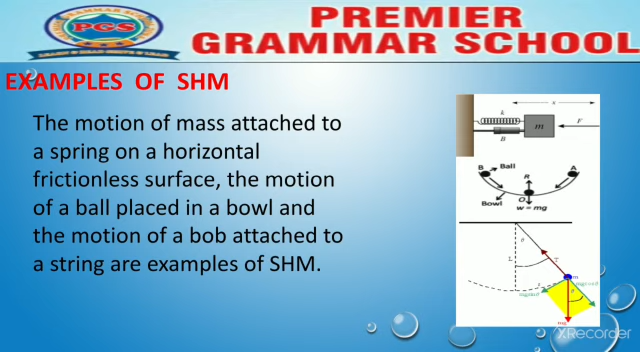 PGS
PREMIER
GRAMMAR SCHOOL
EXAMPLES OF SHM
The motion of mass attached to
a spring on a horizontal
frictionless surface, the motion
of a ball placed in a bowl and
the motion of a bob attached to
a string are examples of SHM.
x
k
m
F
B
B
Ball
A
R
O
Bowl
w = mg
θ
L
T
m
XRecorder